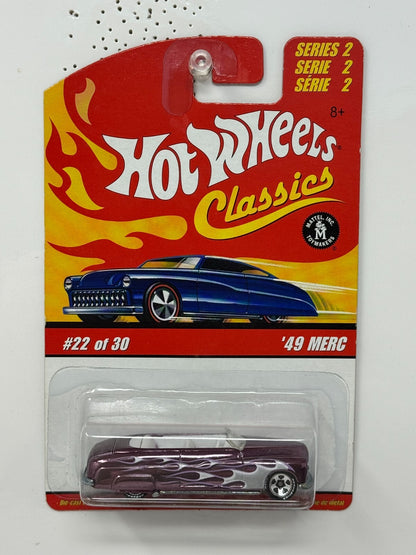 SERIES 2
SERIE 2
SÉRIE 2
8+
HOT WHEELS®
Classics
MATTEL, INC.
M
TOYMAKERS
#22 of 30
'49 MERC